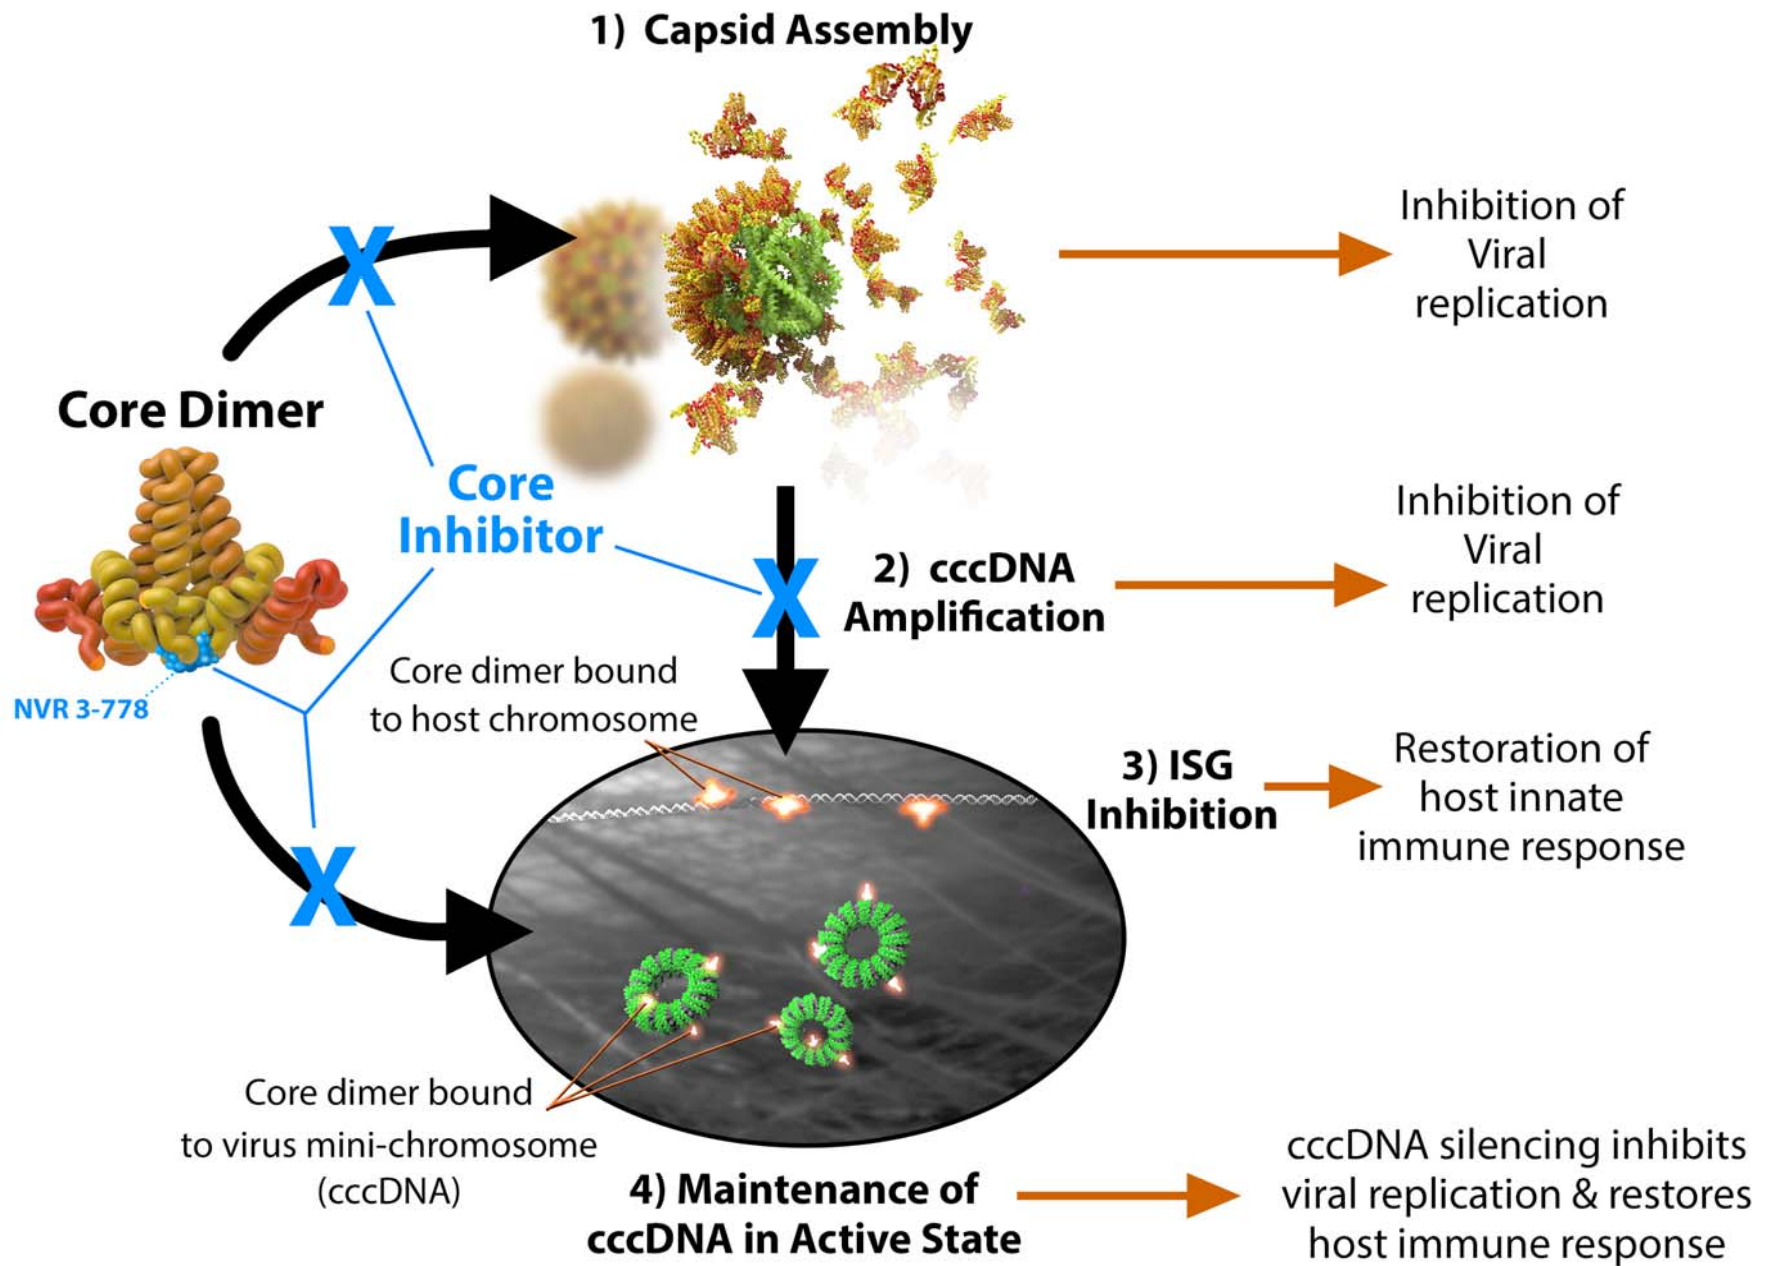 1) Capsid Assembly
Inhibition of
Viral
replication
Core Dimer
Core
Inhibitor
NVR 3-778
2) cccDNA
Amplification
Inhibition of
Viral
replication
Core dimer bound
to host chromosome
3) ISG
Inhibition
Restoration of
host innate
immune response
Core dimer bound
to virus mini-chromosome
(cccDNA)
4) Maintenance of
cccDNA in Active State
cccDNA silencing inhibits
viral replication & restores
host immune response